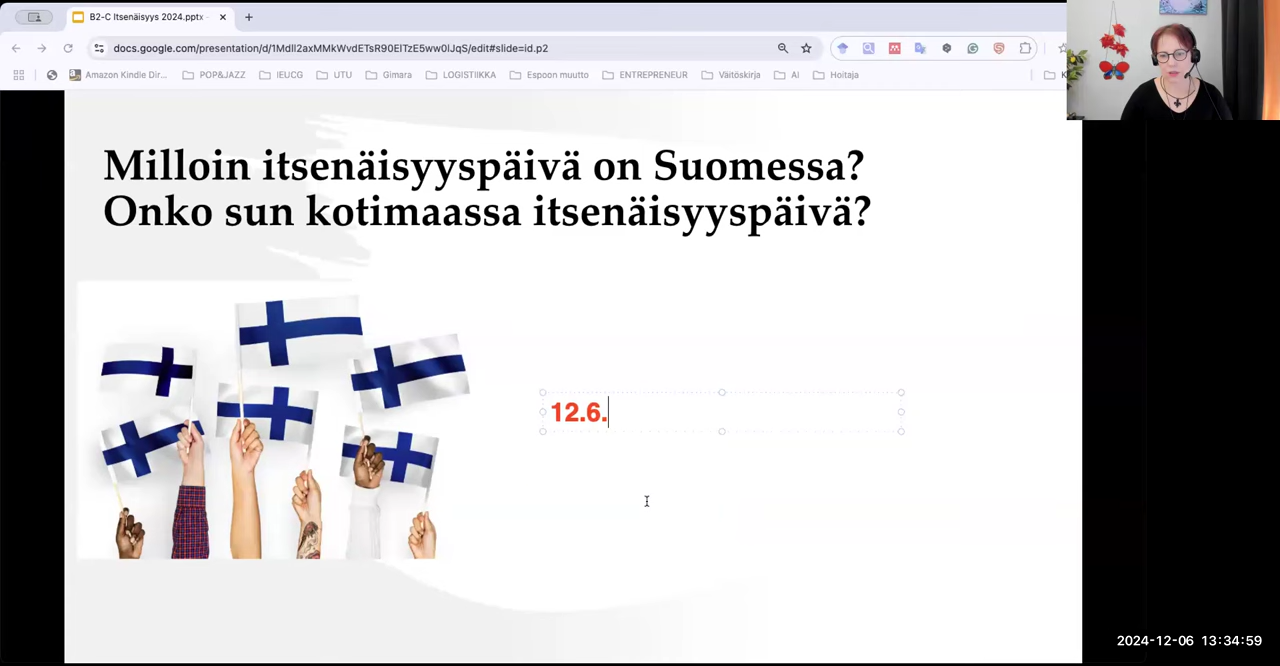 B2-C Itsenäisyys 2024.pptx -
docs.google.com/presentation/d/1MdlI2axMMkWvdETsR90ElTzE5ww0lJqS/edit#slide=id.p2
Amazon Kindle Dir... POP&JAZZ IEUCG UTU Gimara LOGISTIIKKA Espoon muutto ENTREPRENEUR Väitöskirja AI Hoitaja
Milloin itsenäisyyspäivä on Suomessa?
Onko sun kotimaassa itsenäisyyspäivä?
12.6.
2024-12-06 13:34:59